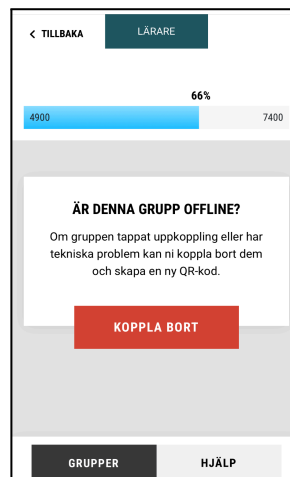 < TILLBAKA
LÄRARE
66%
4900
7400
ÄR DENNA GRUPP OFFLINE?
Om gruppen tappat uppkoppling eller har
tekniska problem kan ni koppla bort dem
och skapa en ny QR-kod.
KOPPLA BORT
GRUPPER
HJÄLP